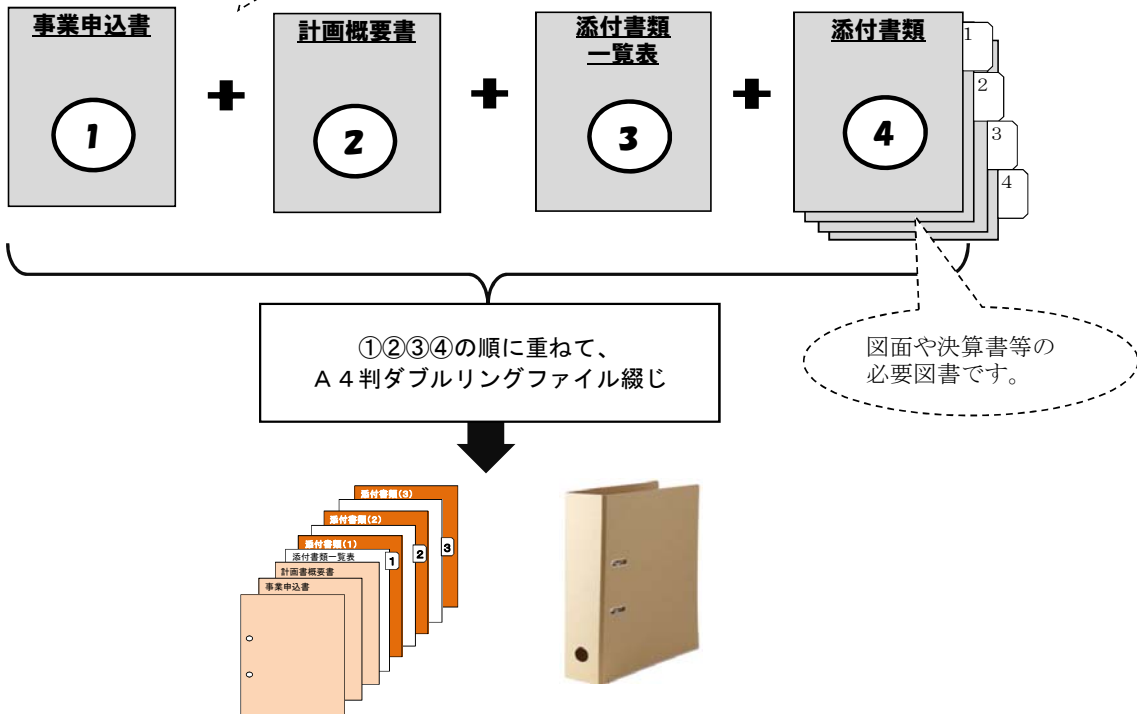 事業申込書
1
計画概要書
2
添付書類
一覧表
3
添付書類
4
1
2
3
4
①②③④の順に重ねて、
A4判ダブルリングファイル綴じ
図面や決算書等の
必要図書です。
添付書類(3)
添付書類(2)
添付書類(1)
添付書類一覧表
計画書概要書
事業申込書
1
2
3